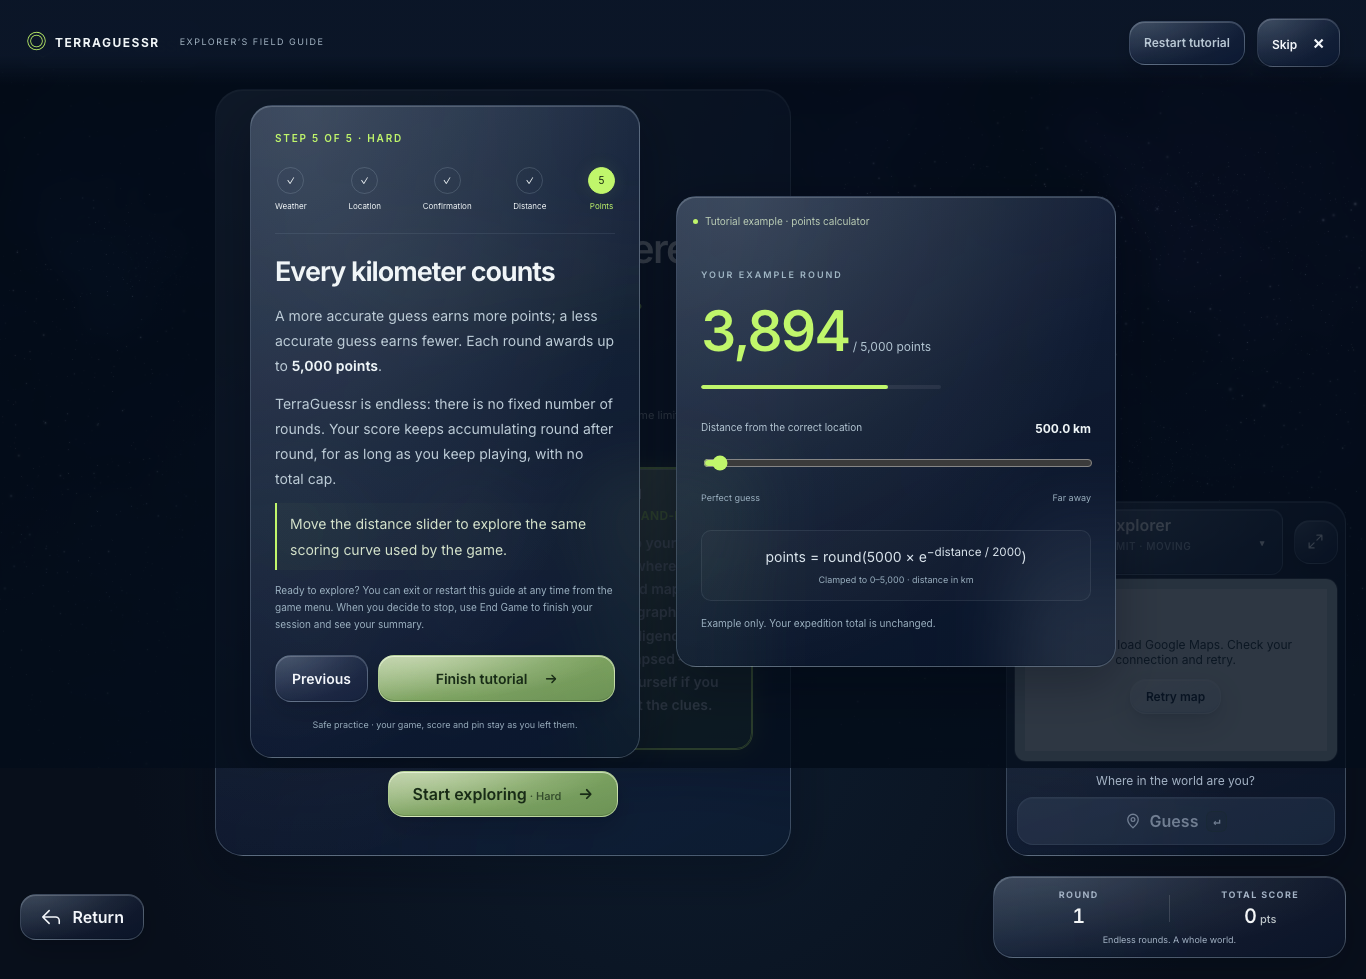 TERRAGUESSR
EXPLORER'S FIELD GUIDE
Restart tutorial
Skip ✕
STEP 5 OF 5 · HARD
5
Weather
Location
Confirmation
Distance
Points
Every kilometer counts
A more accurate guess earns more points; a less
accurate guess earns fewer. Each round awards up
to 5,000 points.
TerraGuessr is endless: there is no fixed number of
rounds. Your score keeps accumulating round after
round, for as long as you keep playing, with no
total cap.
Move the distance slider to explore the same
scoring curve used by the game.
Ready to explore? You can exit or restart this guide at any time from the
game menu. When you decide to stop, use End Game to finish your
session and see your summary.
Previous
Finish tutorial →
Safe practice · your game, score and pin stay as you left them.
Tutorial example · points calculator
YOUR EXAMPLE ROUND
3,894 / 5,000 points
Distance from the correct location
500.0 km
Perfect guess
Far away
points = round(5000 × e−distance / 2000)
Clamped to 0–5,000 · distance in km
Example only. Your expedition total is unchanged.
load Google Maps. Check your
connection and retry.
Retry map
urself if you
t the clues.
Start exploring · Hard →
Where in the world are you?
Guess ↵
Return
ROUND
1
TOTAL SCORE
0 pts
Endless rounds. A whole world.